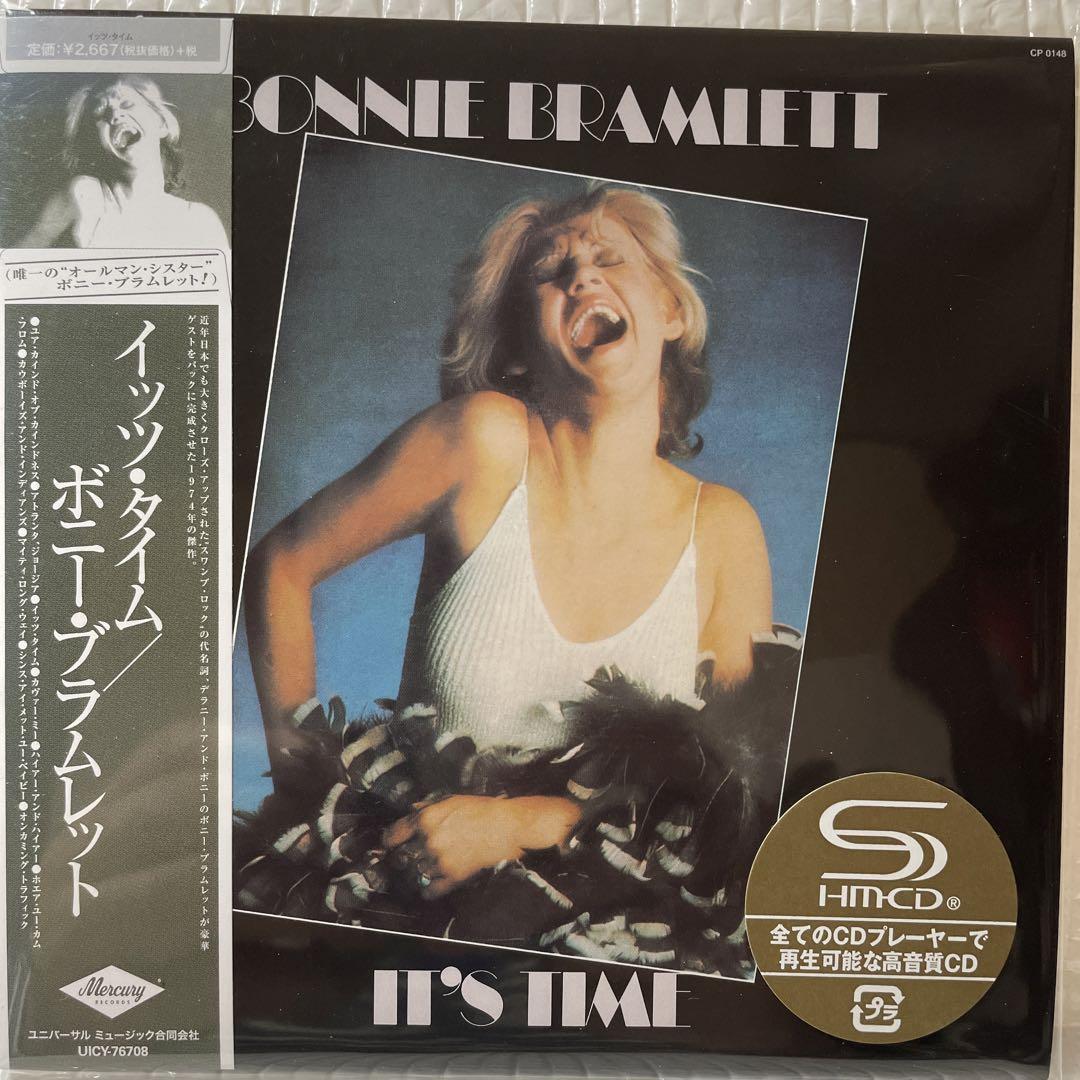 イッツ・タイム
定価:¥2,667(税抜価格)+税
(唯一の“オールマン・シスター”
ボニー・ブラムレット!)
イッツ・タイム/
ボニー・ブラムレット
近年日本でも大きくクローズ・アップされた“スワンプ・ロック”の代名詞、デラニー・アンド・ボニーのボニー・ブラムレットが豪華
ゲストをバックに完成させた1974年の傑作。
●ユア・カインド・オブ・カインドネス●アトランタ、ジョージア●イッツ・タイム●カヴァー・ミー●ハイアー・アンド・ハイアー●ホエア・ユー・カム
・フロム●カウボーイズ・アンド・インディアンズ●マイティ・ロング・ウェイ●シンス・アイ・メット・ユー・ベイビー●オンカミング・トラフィック
Mercury
RECORDS
ユニバーサル ミュージック合同会社
UICY-76708
CP 0148
BONNIE BRAMLETT
IT'S TIME
SHM-CD®
全てのCDプレーヤーで
再生可能な高音質CD
プラ